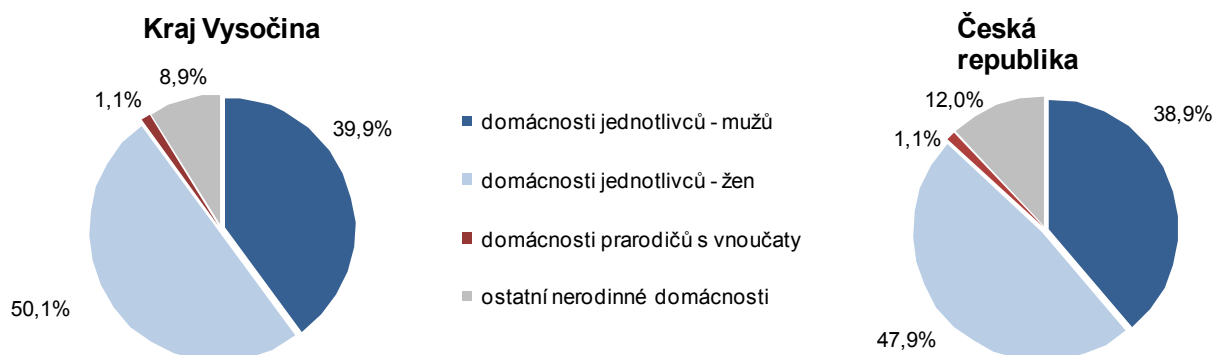 Kraj Vysočina
8,9%
1,1%
39,9%
50,1%
domácnosti jednotlivců - mužů
domácnosti jednotlivců - žen
domácnosti prarodičů s vnoučaty
ostatní nerodinné domácnosti
Česká
republika
12,0%
1,1%
38,9%
47,9%